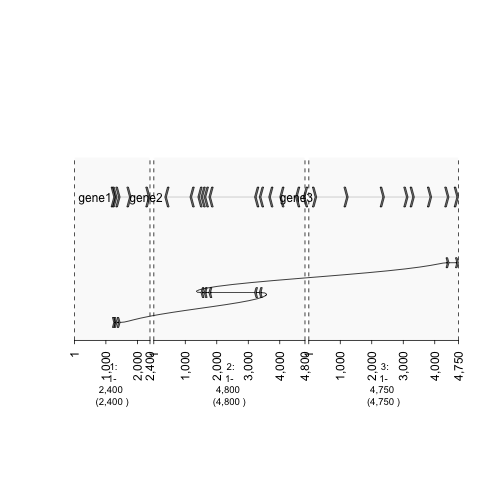 gene1 gene2 gene3
1 1,000 2,000 2,400 1 1,000 2,000 3,000 4,800 1 1,000 2,000 3,000 4,000 4,750
1: 2: 3:
1- 1- 1-
2,400 4,800 4,750
(2,400 ) (4,800 ) (4,750 )